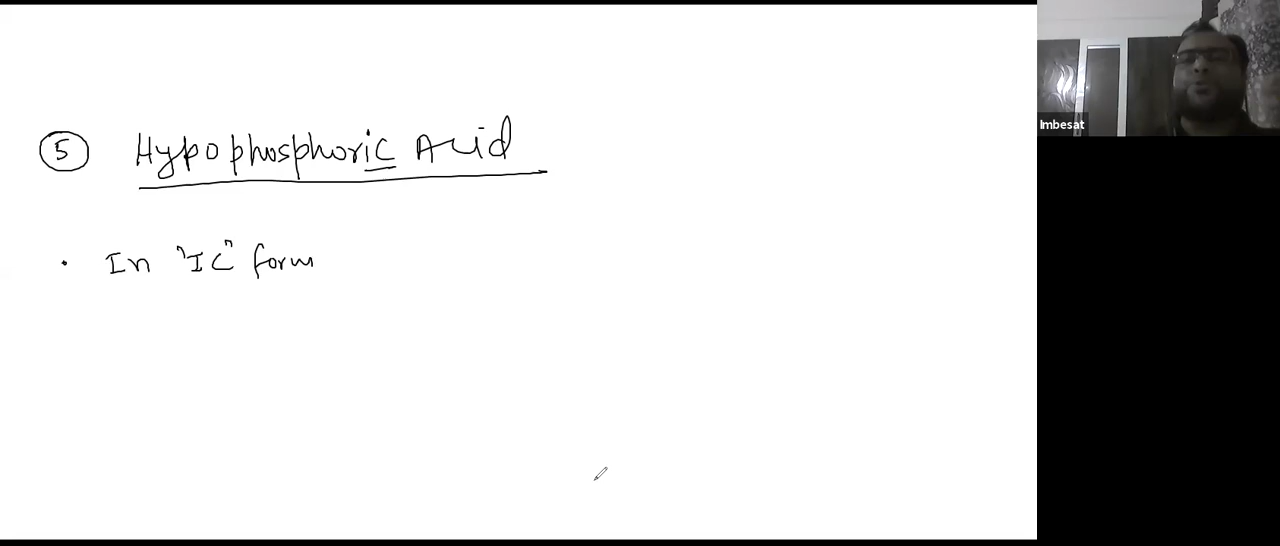 5 Hypophosphoric Acid
. In "IC" form
Imbesat